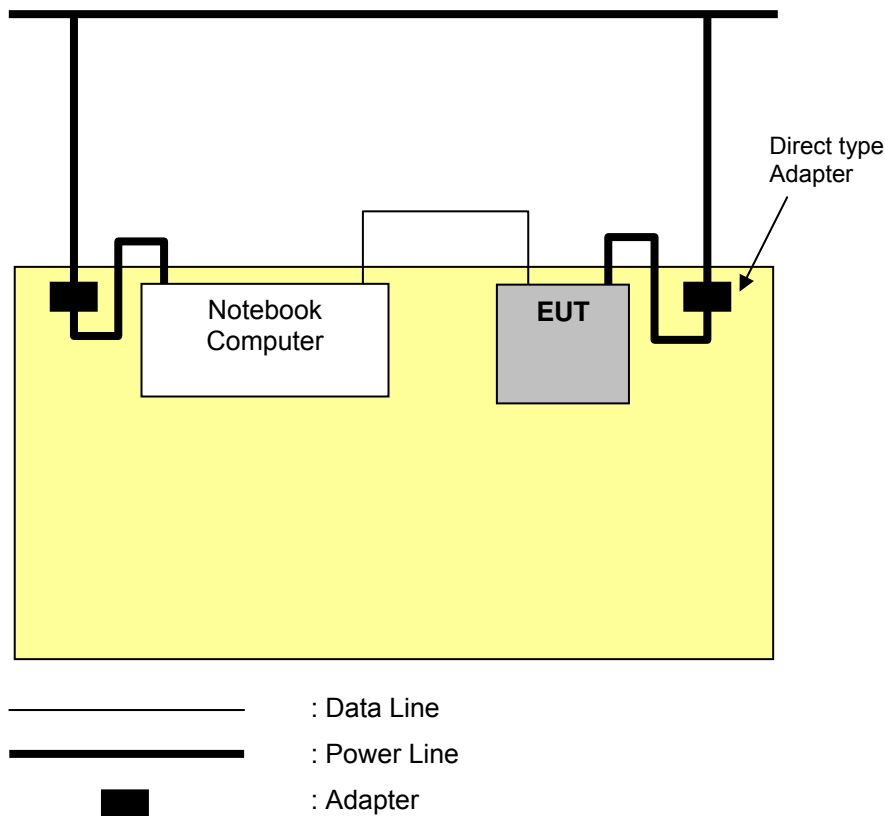 Direct type
Adapter
Notebook
Computer
EUT
: Data Line
: Power Line
: Adapter